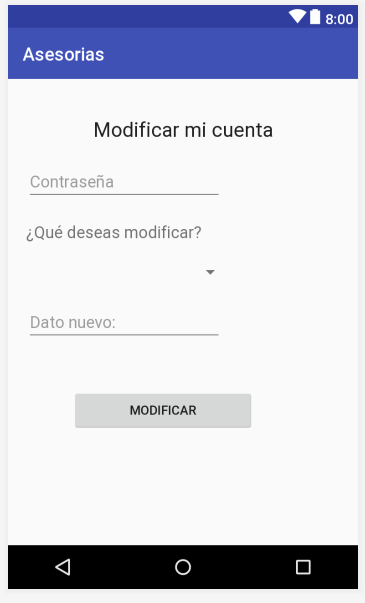 8:00
Asesorias
Modificar mi cuenta
Contraseña
¿Qué deseas modificar?
Dato nuevo:
MODIFICAR